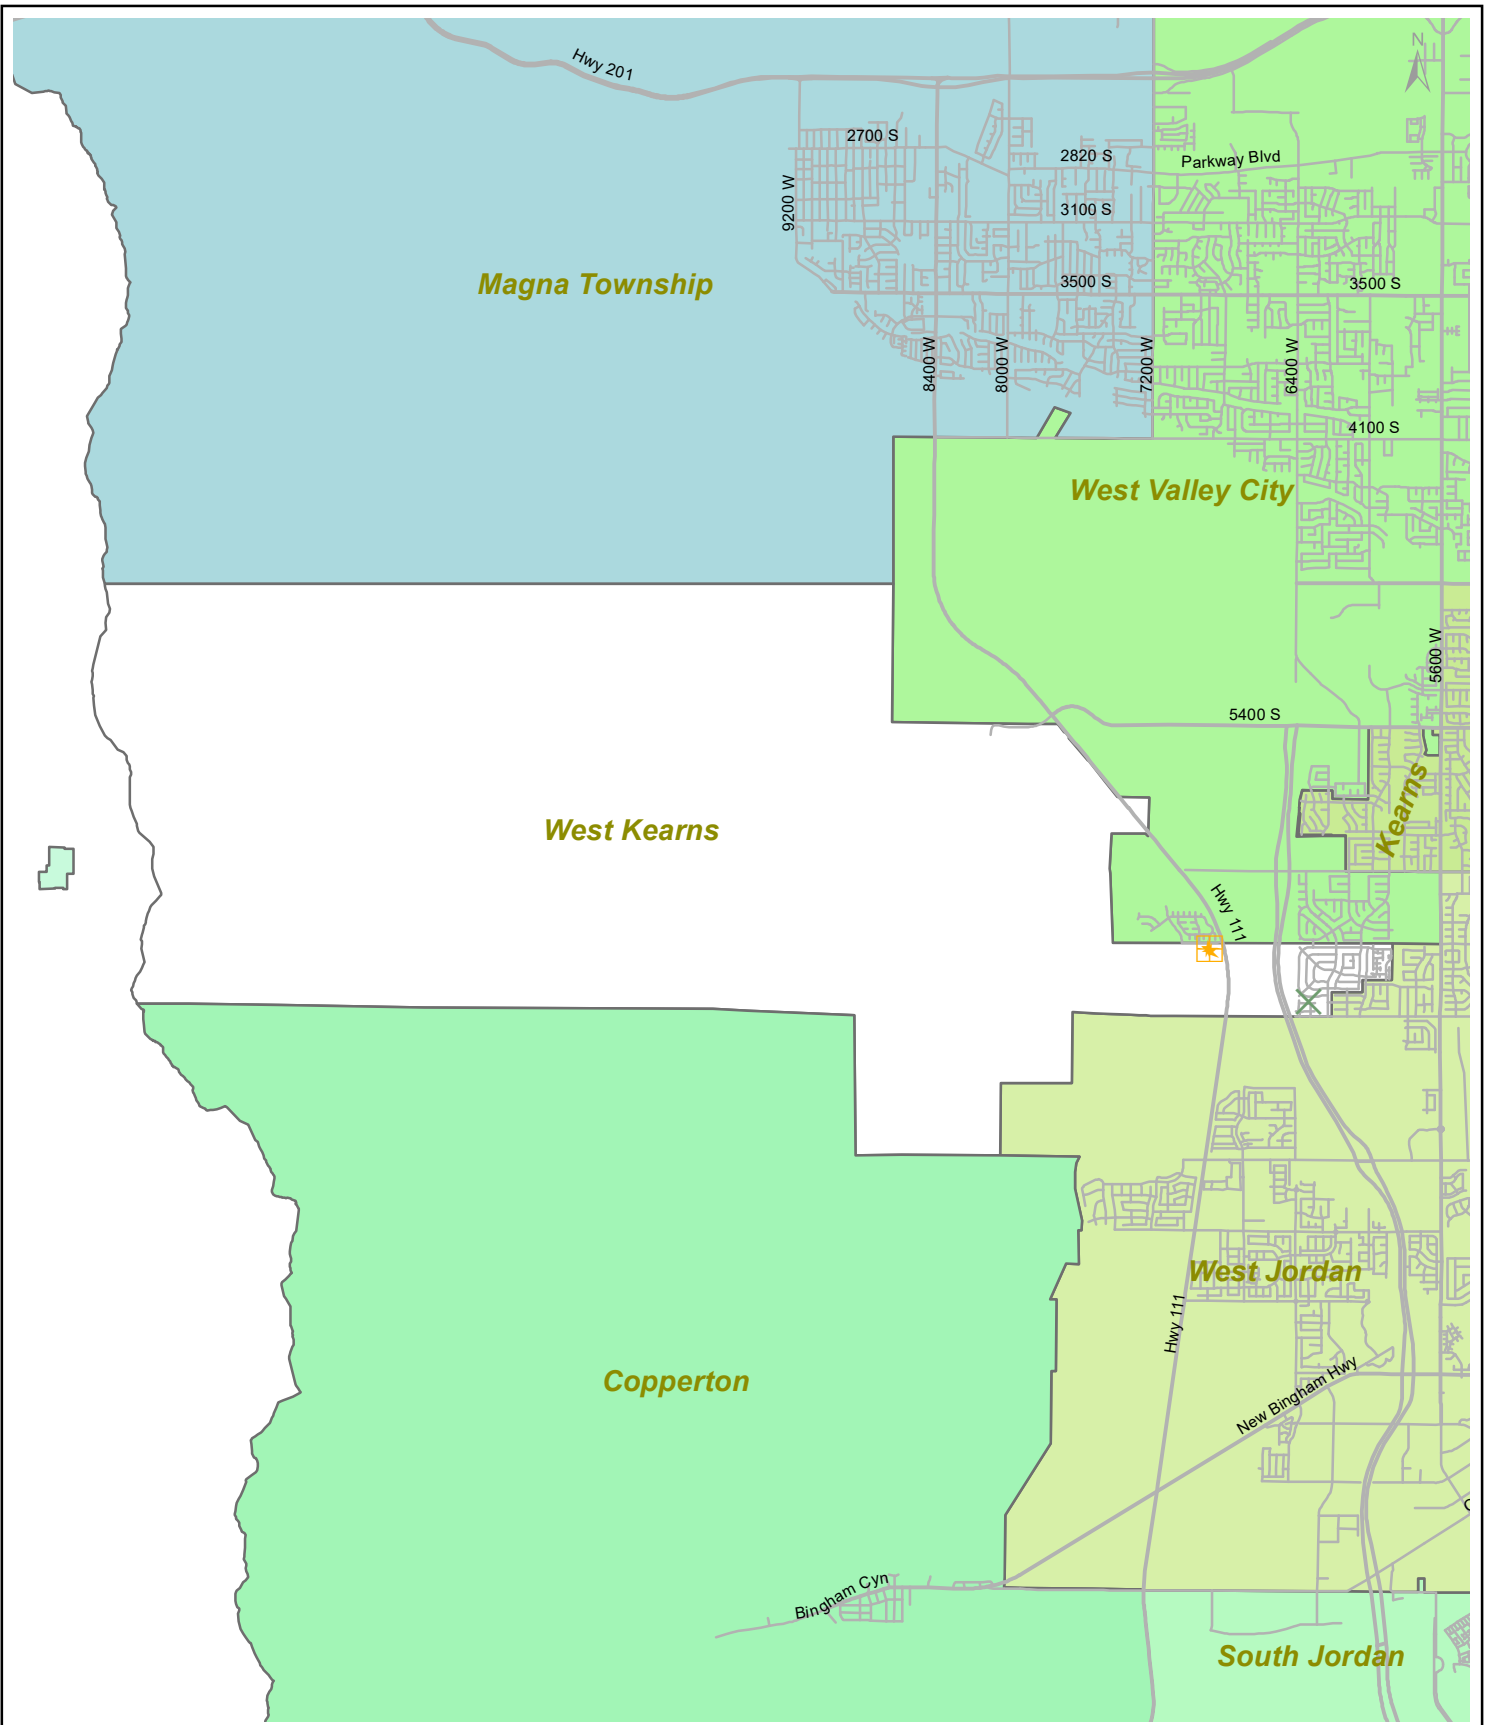 N
Hwy 201
2700 S
2820 S
Parkway Blvd
9200 W
3100 S
Magna Township
3500 S
3500 S
8400 W
8000 W
7200 W
6400 W
4100 S
West Valley City
5600 W
5400 S
Kearns
West Kearns
Hwy 111
West Jordan
Hwy 111
Copperton
New Bingham Hwy
Bingham Cyn
South Jordan